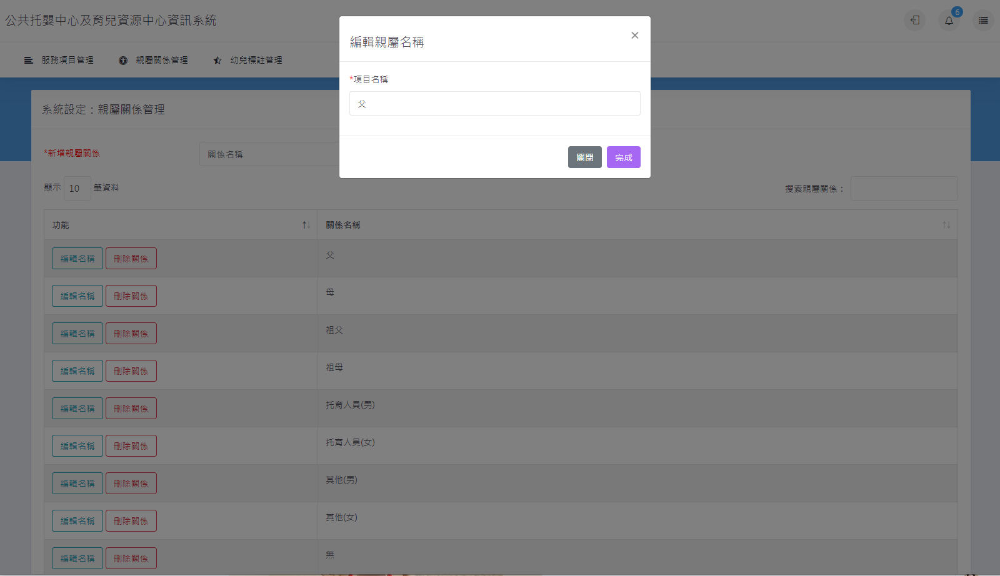 公共托嬰中心及育兒資源中心資訊系統
6
服務項目管理
親屬關係管理
幼兒標註管理
編輯親屬名稱
×
*項目名稱
父
關閉
完成
系統設定：親屬關係管理
*新增親屬關係
關係名稱
顯示 10 筆資料
搜索親屬關係：
功能
關係名稱
編輯名稱 刪除關係 父
編輯名稱 刪除關係 母
編輯名稱 刪除關係 祖父
編輯名稱 刪除關係 祖母
編輯名稱 刪除關係 托育人員(男)
編輯名稱 刪除關係 托育人員(女)
編輯名稱 刪除關係 其他(男)
編輯名稱 刪除關係 其他(女)
編輯名稱 刪除關係 無